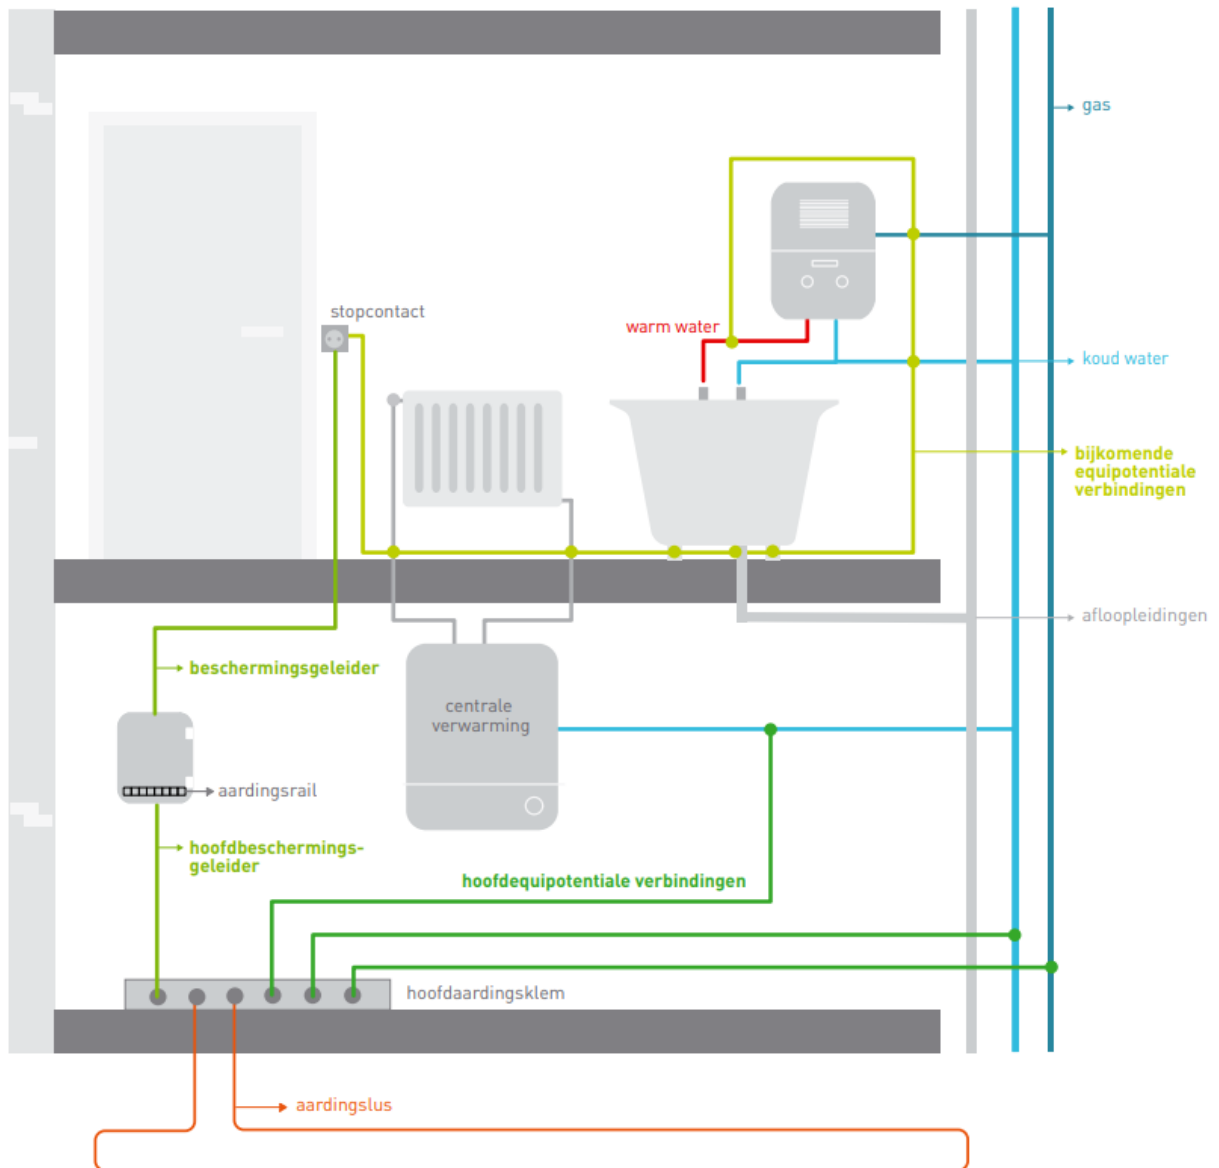 gas
stopcontact
warm water
koud water
bijkomende
equipotentiale
verbindingen
afloopleidingen
beschermingsgeleider
centrale
verwarming
aardingsrail
hoofdbeschermings-
geleider
hoofdequipotentiale verbindingen
hoofdaardingsklem
aardingslus